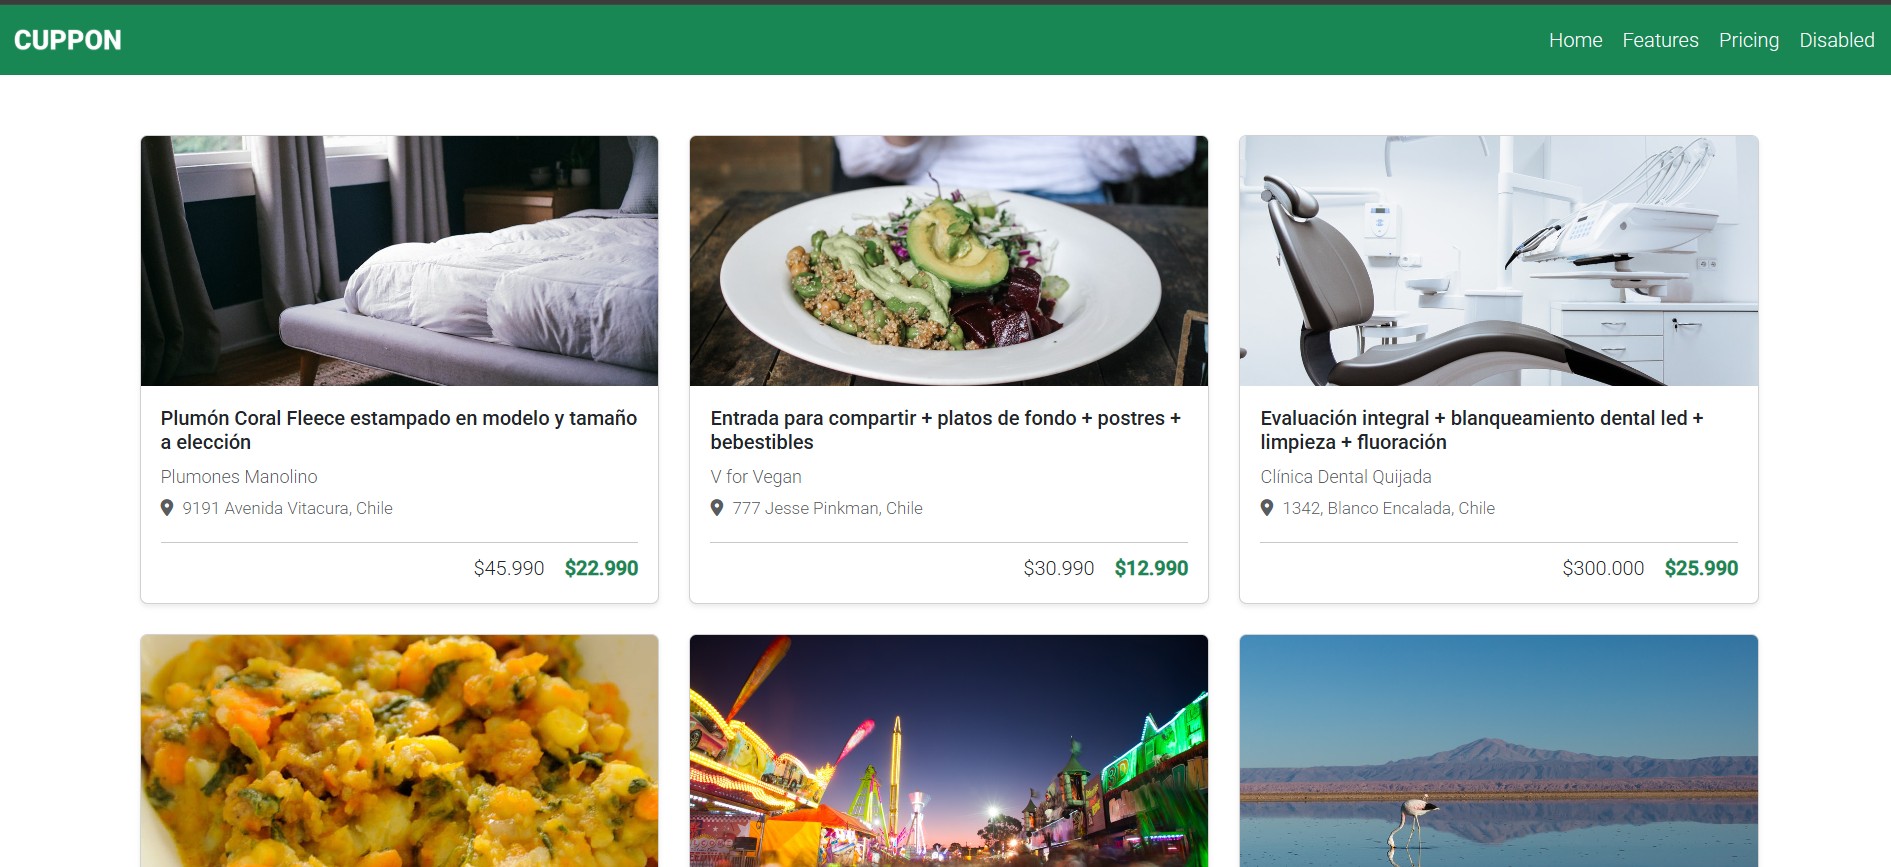 CUPPON
Home Features Pricing Disabled
Plumón Coral Fleece estampado en modelo y tamaño
a elección
Plumones Manolino
9191 Avenida Vitacura, Chile
$45.990 $22.990
Entrada para compartir + platos de fondo + postres +
bebestibles
V for Vegan
777 Jesse Pinkman, Chile
$30.990 $12.990
Evaluación integral + blanqueamiento dental led +
limpieza + fluoración
Clínica Dental Quijada
1342, Blanco Encalada, Chile
$300.000 $25.990